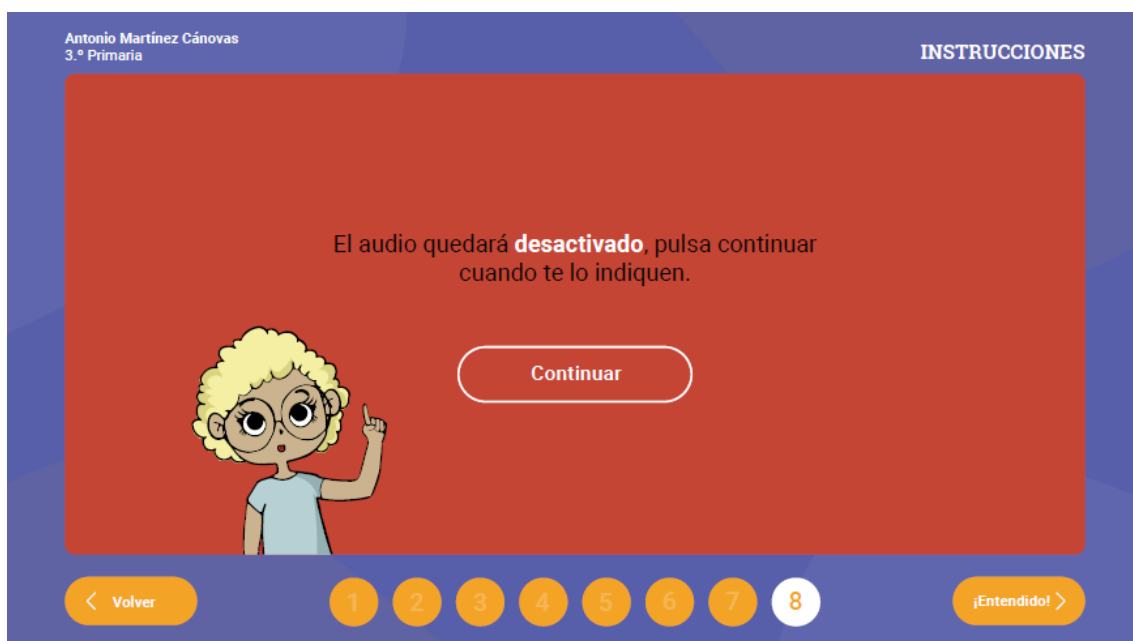 Antonio Martínez Cánovas
3.º Primaria
INSTRUCCIONES
El audio quedará desactivado, pulsa continuar
cuando te lo indiquen.
Continuar
Volver
1 2 3 4 5 6 7 8
¡Entendido!